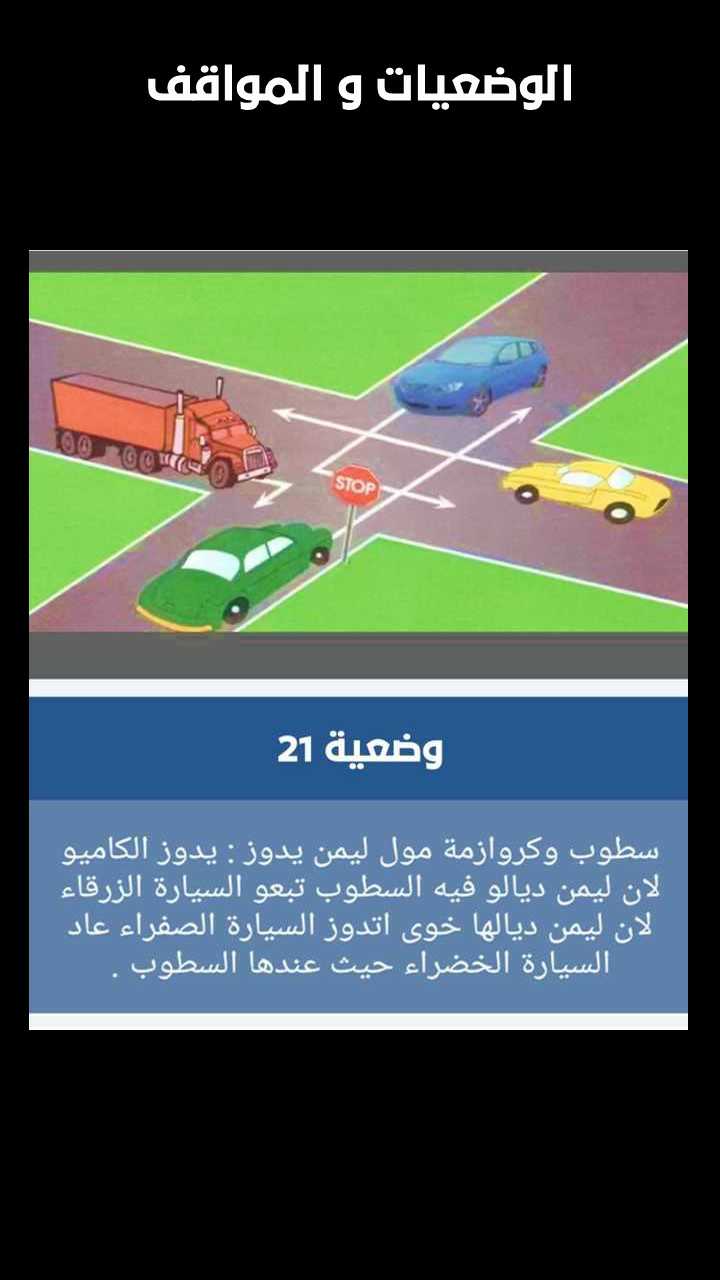 الوضعيات و المواقف
STOP
وضعية 21
سطوب وكروازمة مول ليمن يدوز : يدوز الكاميو
لان ليمن ديالو فيه السطوب تبعو السيارة الزرقاء
لان ليمن ديالها خوى اتدوز السيارة الصفراء عاد
السيارة الخضراء حيث عندها السطوب .